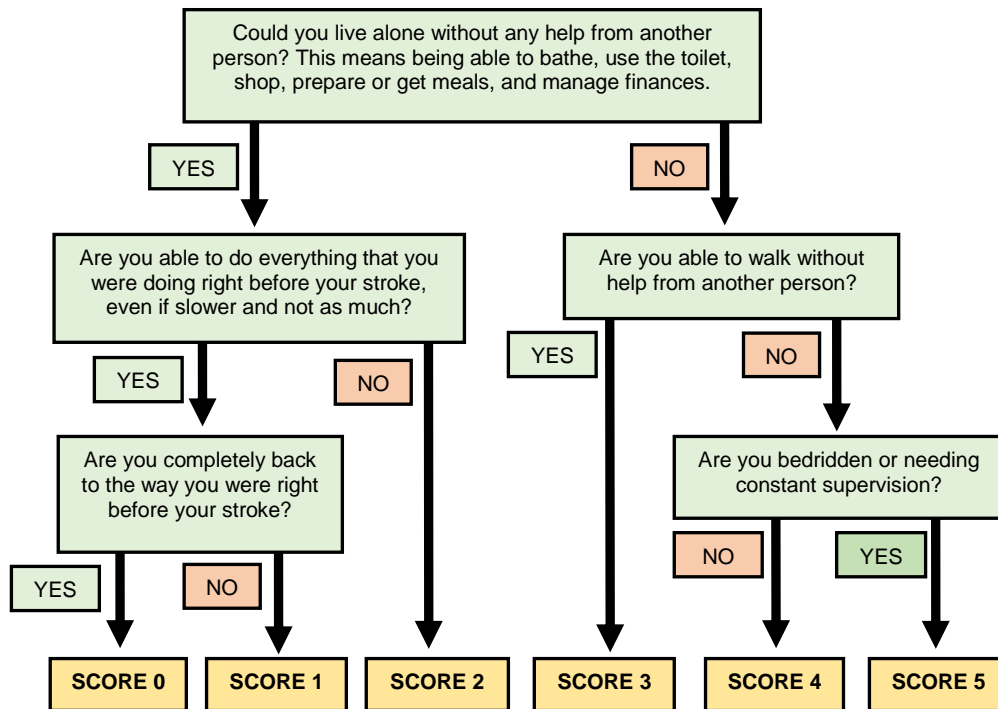 Could you live alone without any help from another
person? This means being able to bathe, use the toilet,
shop, prepare or get meals, and manage finances.
YES
NO
Are you able to do everything that you
were doing right before your stroke,
even if slower and not as much?
Are you able to walk without
help from another person?
YES
NO
YES
NO
Are you completely back
to the way you were right
before your stroke?
Are you bedridden or needing
constant supervision?
YES
NO
NO
YES
SCORE 0
SCORE 1
SCORE 2
SCORE 3
SCORE 4
SCORE 5